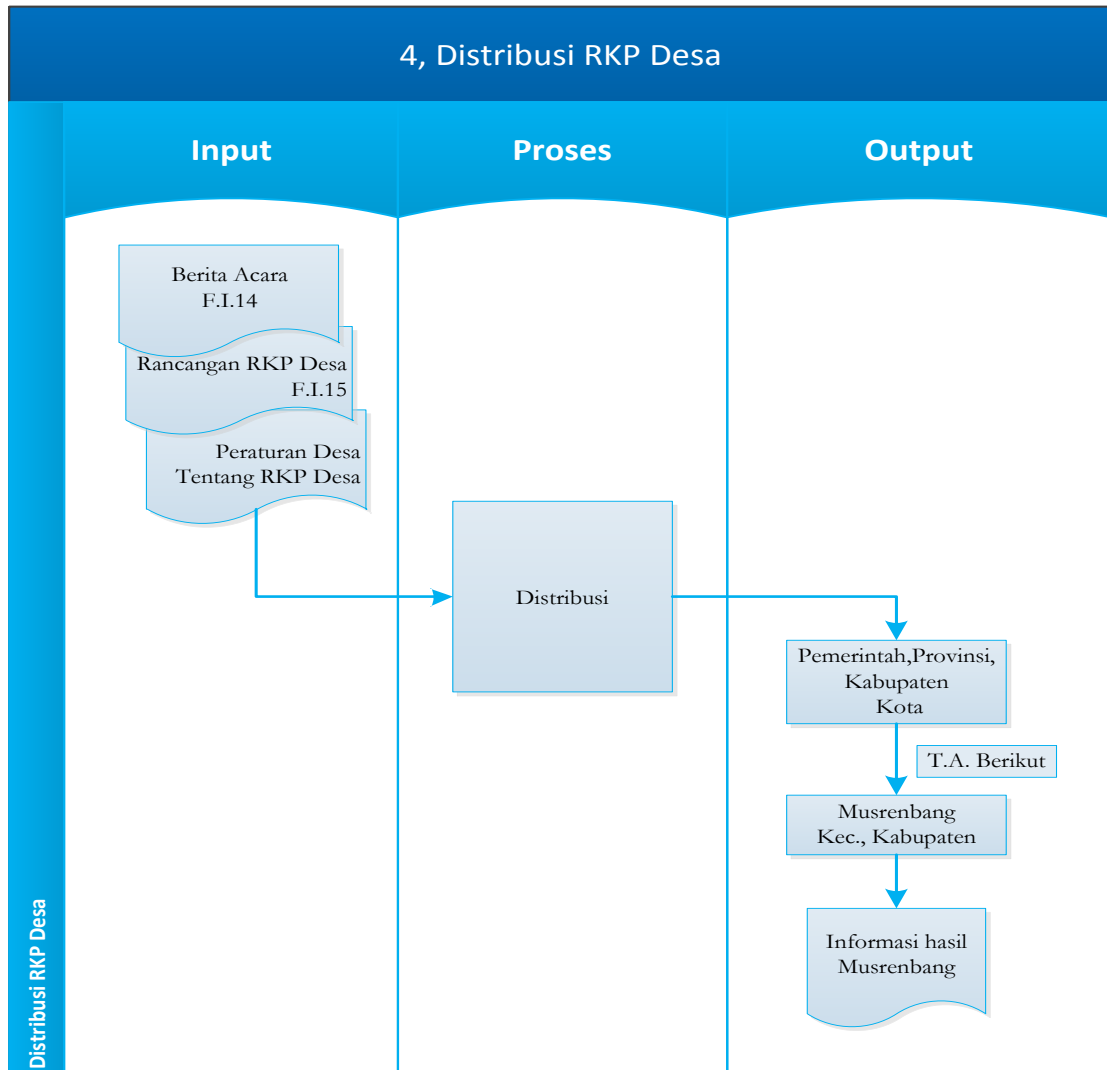 4, Distribusi RKP Desa
Input
Proses
Output
Berita Acara
F.I.14
Rancangan RKP Desa
F.I.15
Peraturan Desa
Tentang RKP Desa
Distribusi
Pemerintah,Provinsi,
Kabupaten
Kota
T.A. Berikut
Musrenbang
Kec., Kabupaten
Informasi hasil
Musrenbang
Distribusi RKP Desa